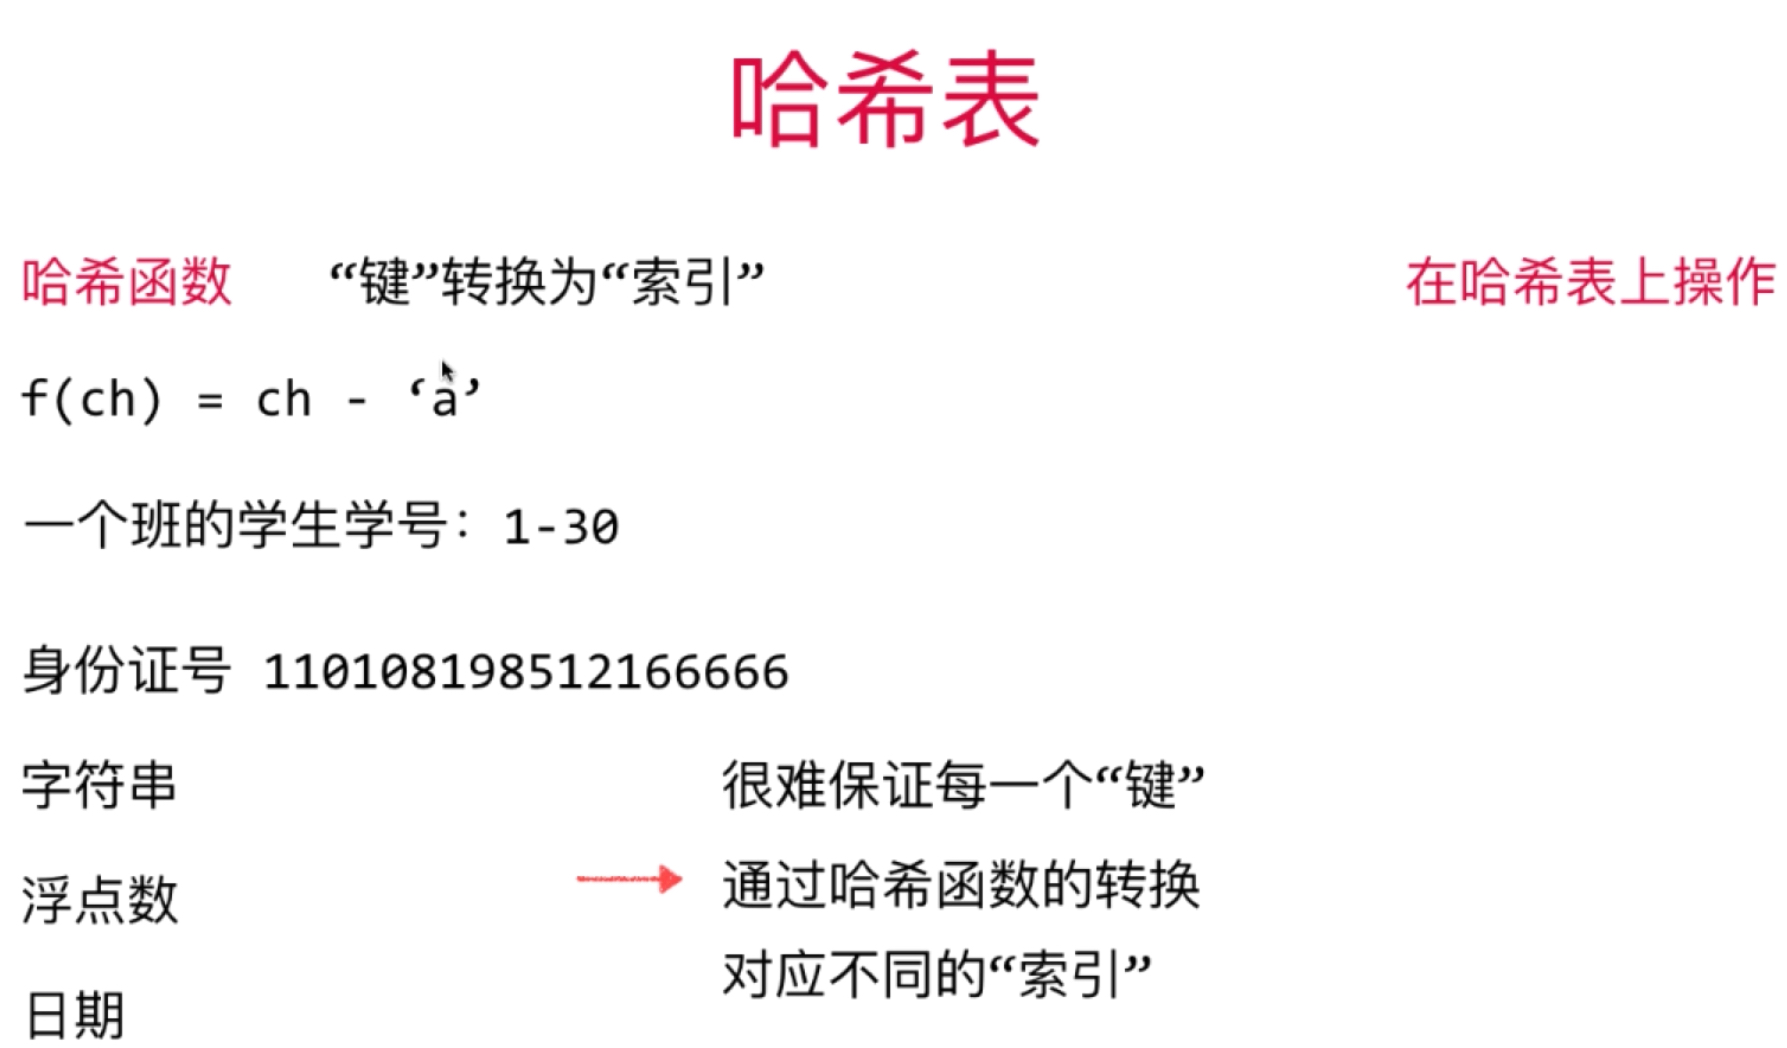 哈希表
哈希函数 “键”转换为“索引” 在哈希表上操作
f(ch) = ch - ‘a’
一个班的学生学号：1-30
身份证号 110108198512166666
字符串
浮点数
日期
很难保证每一个“键”
通过哈希函数的转换
对应不同的“索引”